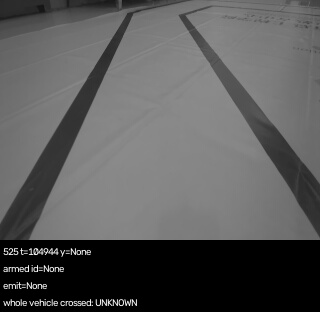 525 t=104944 y=None
armed id=None
emit=None
whole vehicle crossed: UNKNOWN